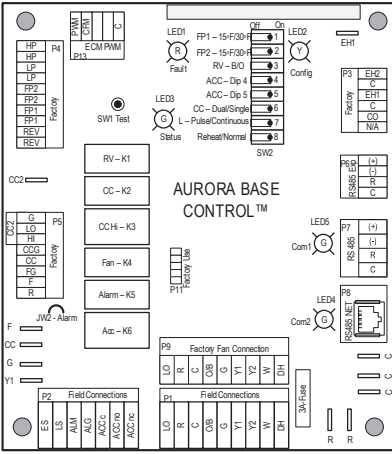 PWM
CFM
C
ECM PWM
P13
LED1
R
Fault
Off On
FP1 – 15ºF/30ºF 1
FP2 – 15ºF/30ºF 2
RV – B/O 3
ACC – Dip 4 4
ACC – Dip 5 5
CC – Dual/Single 6
L – Pulse/Continuous 7
Reheat/Normal 8
SW2
LED2
Y
Config
EH1
HP
HP
LP
LP
FP2
FP2
FP1
FP1
REV
REV
P4
Factory
SW1 Test
LED3
G
Status
P3
Factory
EH2
C
EH1
C
CO
N/A
CC2
RV – K1
CC – K2
CC Hi – K3
Fan – K4
Alarm – K5
Acc – K6
AURORA BASE
CONTROL™
P6
RS485 Exp
(+)
(-)
R
C
CC2
G
LO
HI
CCG
CC
FG
F
R
P5
Factory
JW2 - Alarm
Factory Use
P11
LED5
G
Com1
P7
RS 485
(+)
(-)
R
C
LED4
G
Com2
P8
RS485 NET
F
CC
G
Y1
P9 Factory Fan Connection
LO
R
C
O/B
G
Y1
Y2
W
DH
C
C
C
P2 Field Connections
ES
LS
ALM
ALG
ACC c
ACC no
ACC nc
P1 Field Connections
LO
R
C
O/B
G
Y1
Y2
W
DH
3A-Fuse
R R